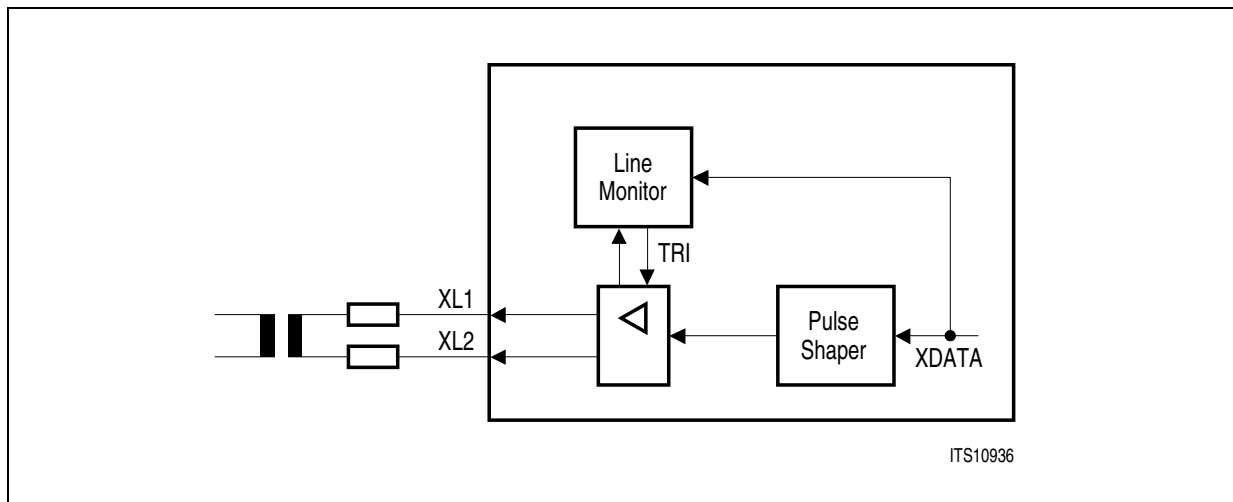 Line
Monitor
TRI
XL1
XL2
Pulse
Shaper
XDATA
ITS10936